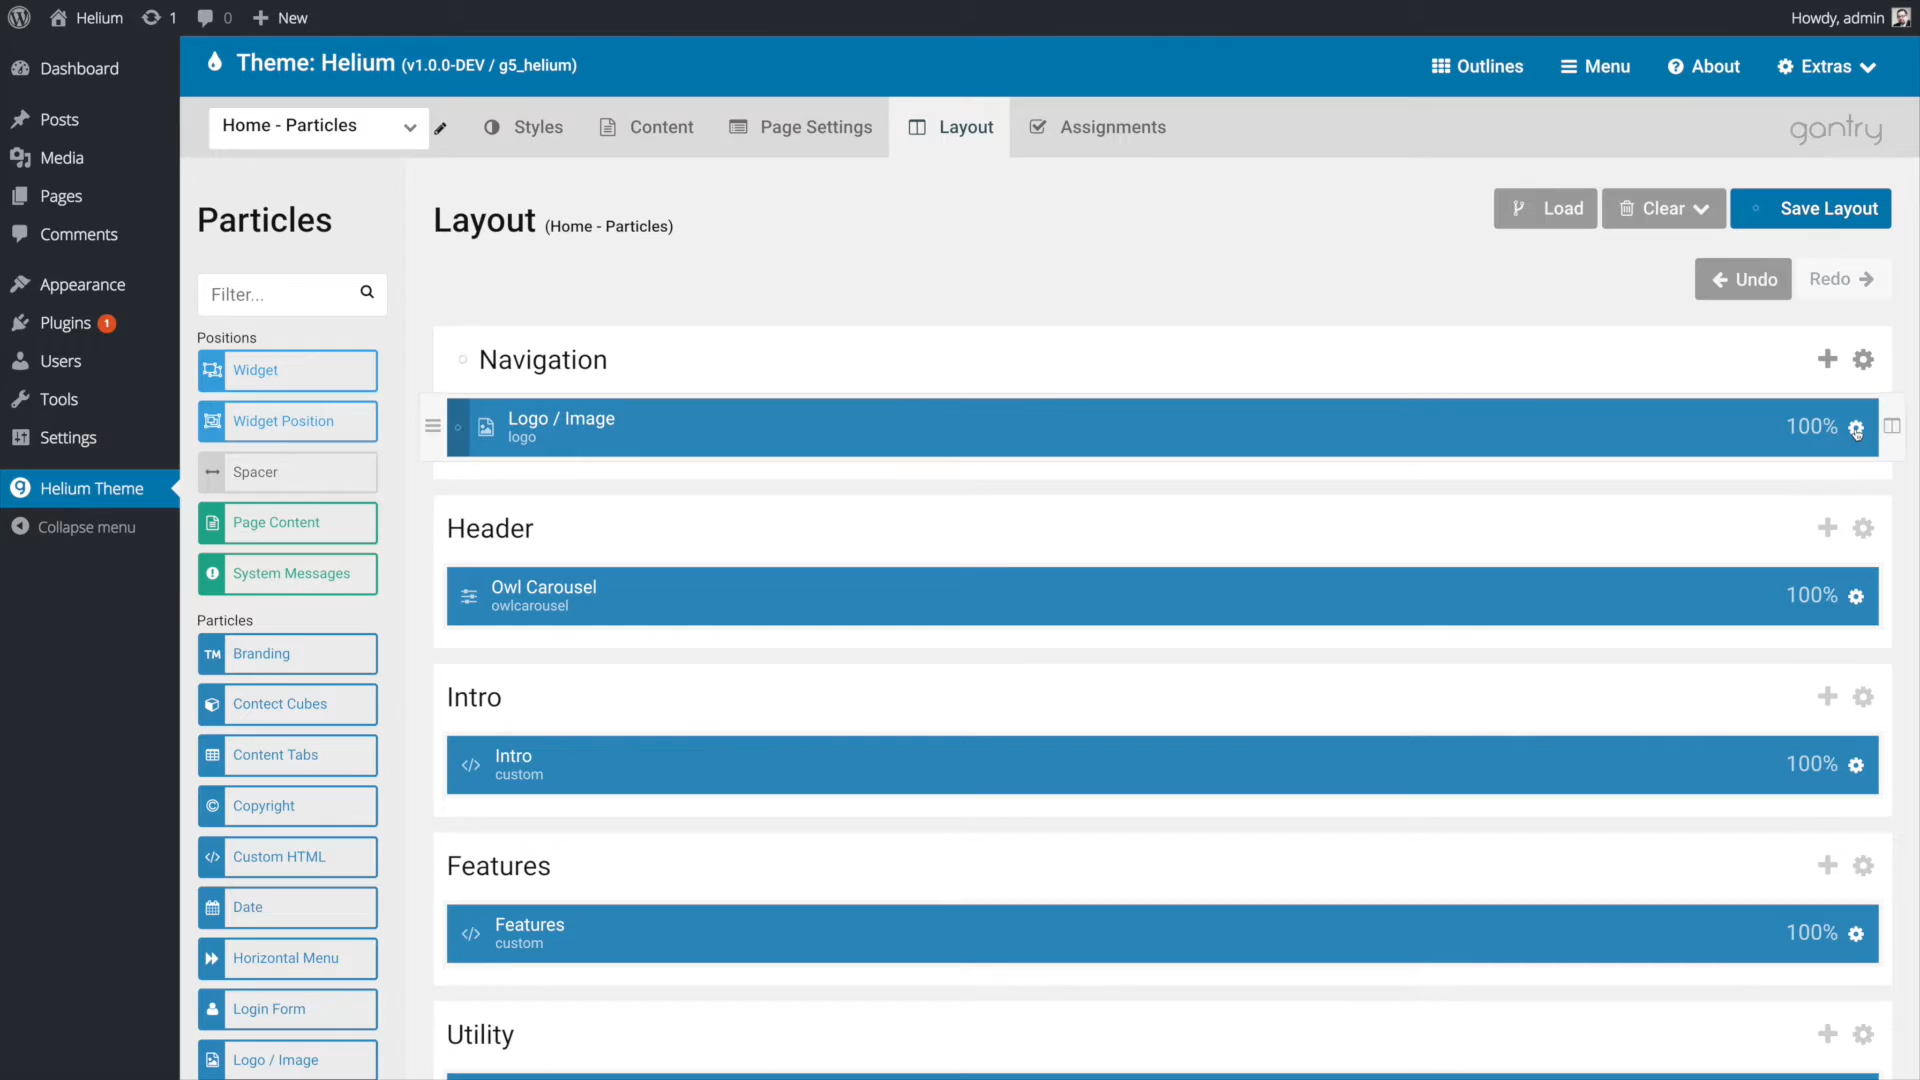 Helium
1
0
New
Howdy, admin
Dashboard
Posts
Media
Pages
Comments
Appearance
Plugins 1
Users
Tools
Settings
Helium Theme
Collapse menu
Theme: Helium (v1.0.0-DEV / g5_helium)
Outlines
Menu
About
Extras
Home - Particles
Styles
Content
Page Settings
Layout
Assignments
gantry
Particles
Filter...
Positions
Widget
Widget Position
Spacer
Page Content
System Messages
Particles
TM Branding
Contect Cubes
Content Tabs
Copyright
Custom HTML
Date
Horizontal Menu
Login Form
Logo / Image
Layout (Home - Particles)
Load
Clear
Save Layout
Undo
Redo
Navigation
Logo / Image
logo
100%
Header
Owl Carousel
owlcarousel
100%
Intro
Intro
custom
100%
Features
Features
custom
100%
Utility